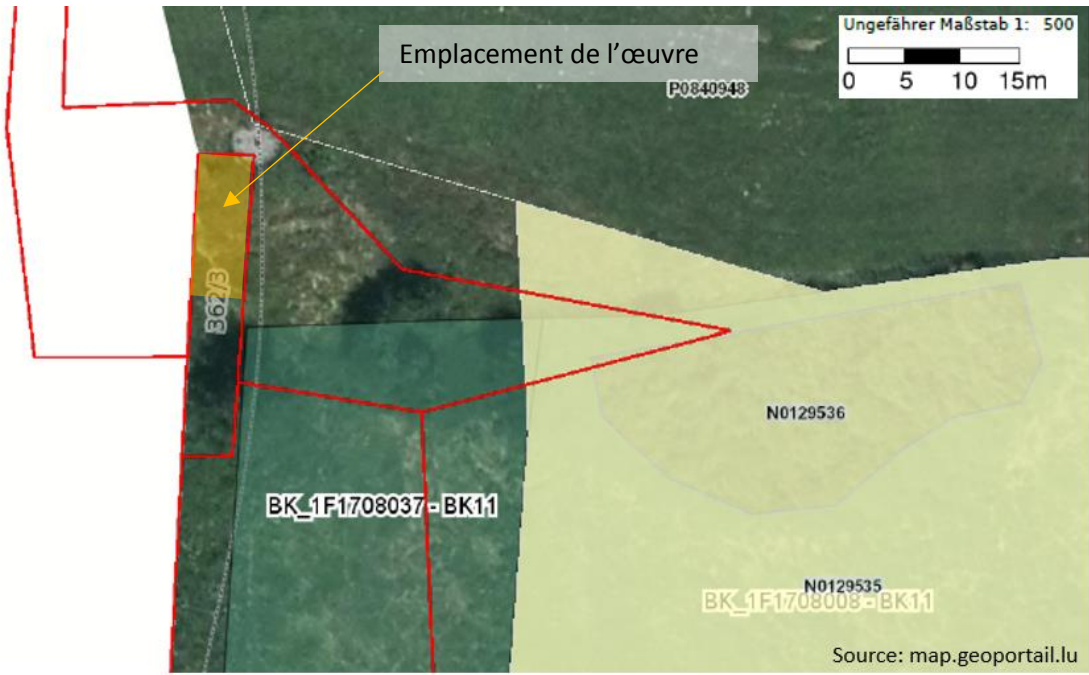 Ungefährer Maßstab 1: 500
0 5 10 15m
Emplacement de l’œuvre
P0840948
362/3
N0129536
BK_1F1708037 - BK11
N0129535
BK_1F1708008 - BK11
Source: map.geoportail.lu